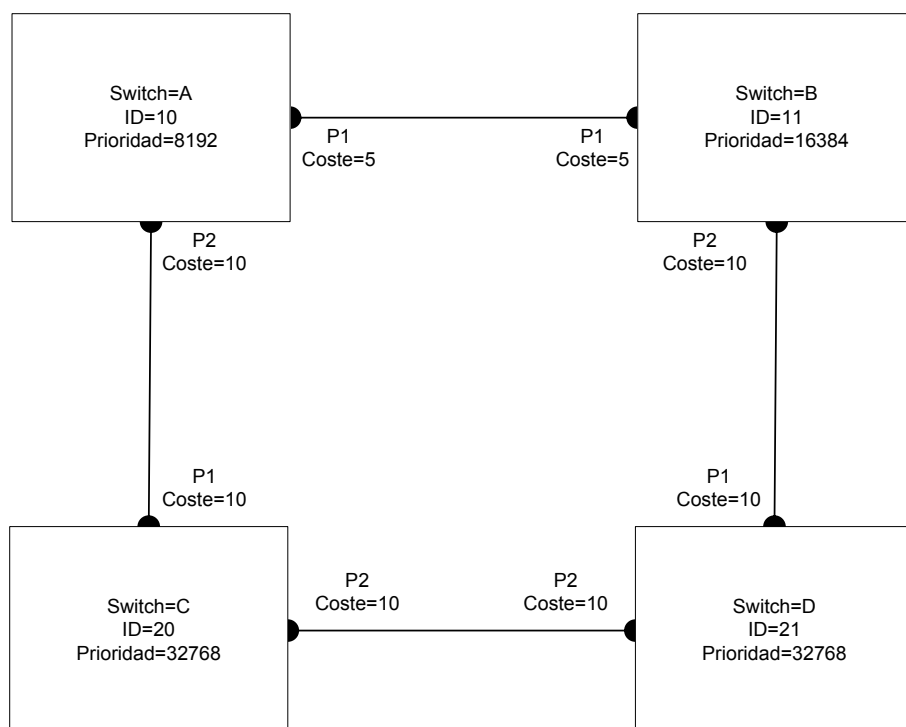 Switch=A
ID=10
Prioridad=8192
Switch=B
ID=11
Prioridad=16384
P1
Coste=5
P1
Coste=5
P2
Coste=10
P2
Coste=10
P1
Coste=10
P1
Coste=10
Switch=C
ID=20
Prioridad=32768
P2
Coste=10
P2
Coste=10
Switch=D
ID=21
Prioridad=32768